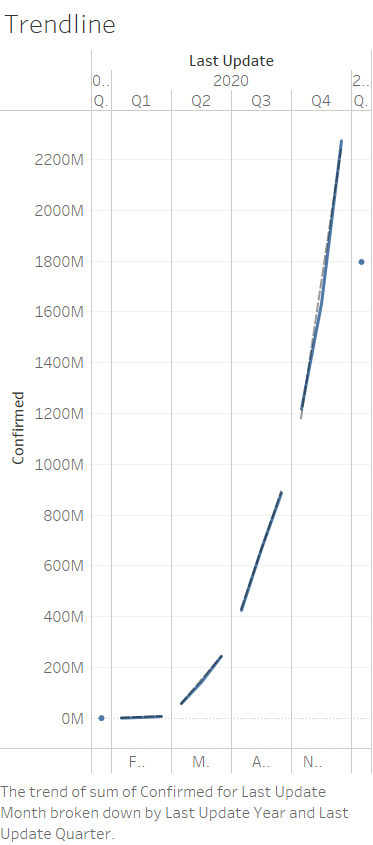 Trendline
Last Update
0.. 2020 2..
Q. Q1 Q2 Q3 Q4 Q.
2200M
2000M
1800M
1600M
1400M
1200M
1000M
800M
600M
400M
200M
0M
Confirmed
F.. M. A.. N..
The trend of sum of Confirmed for Last Update
Month broken down by Last Update Year and Last
Update Quarter.